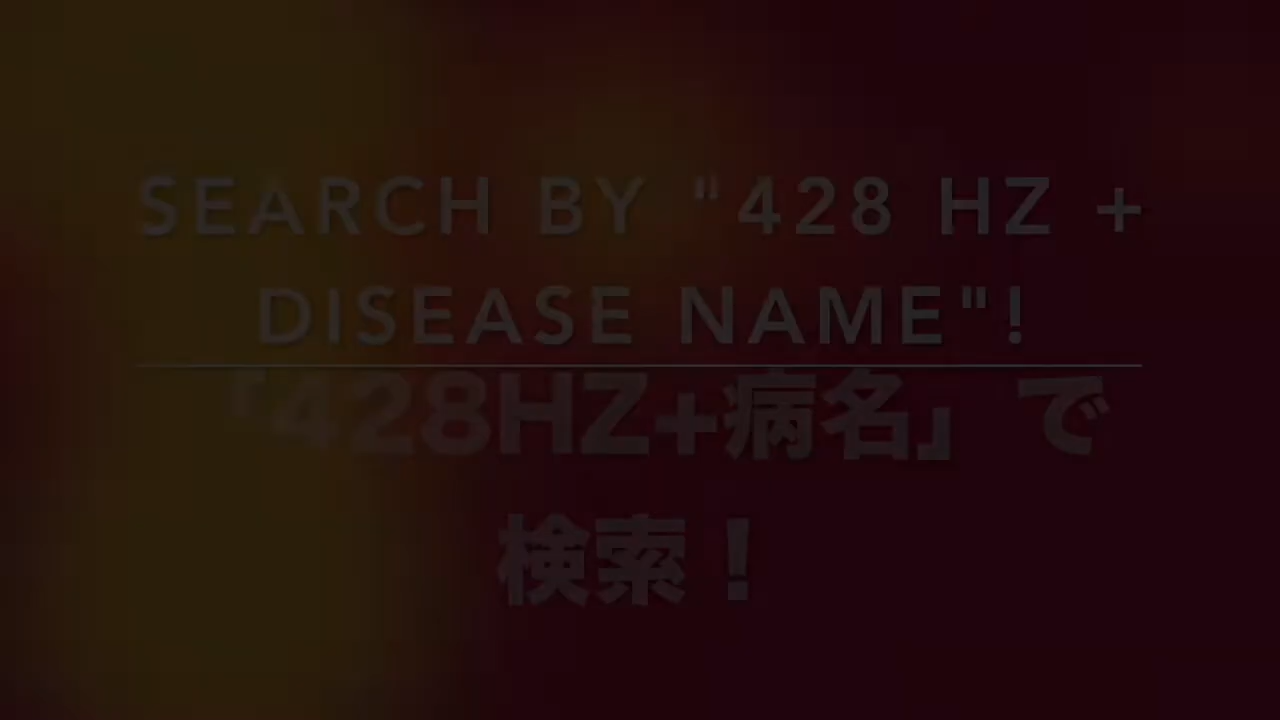 SEARCH BY "428 HZ +
DISEASE NAME"!
「428HZ+病名」で
検索！